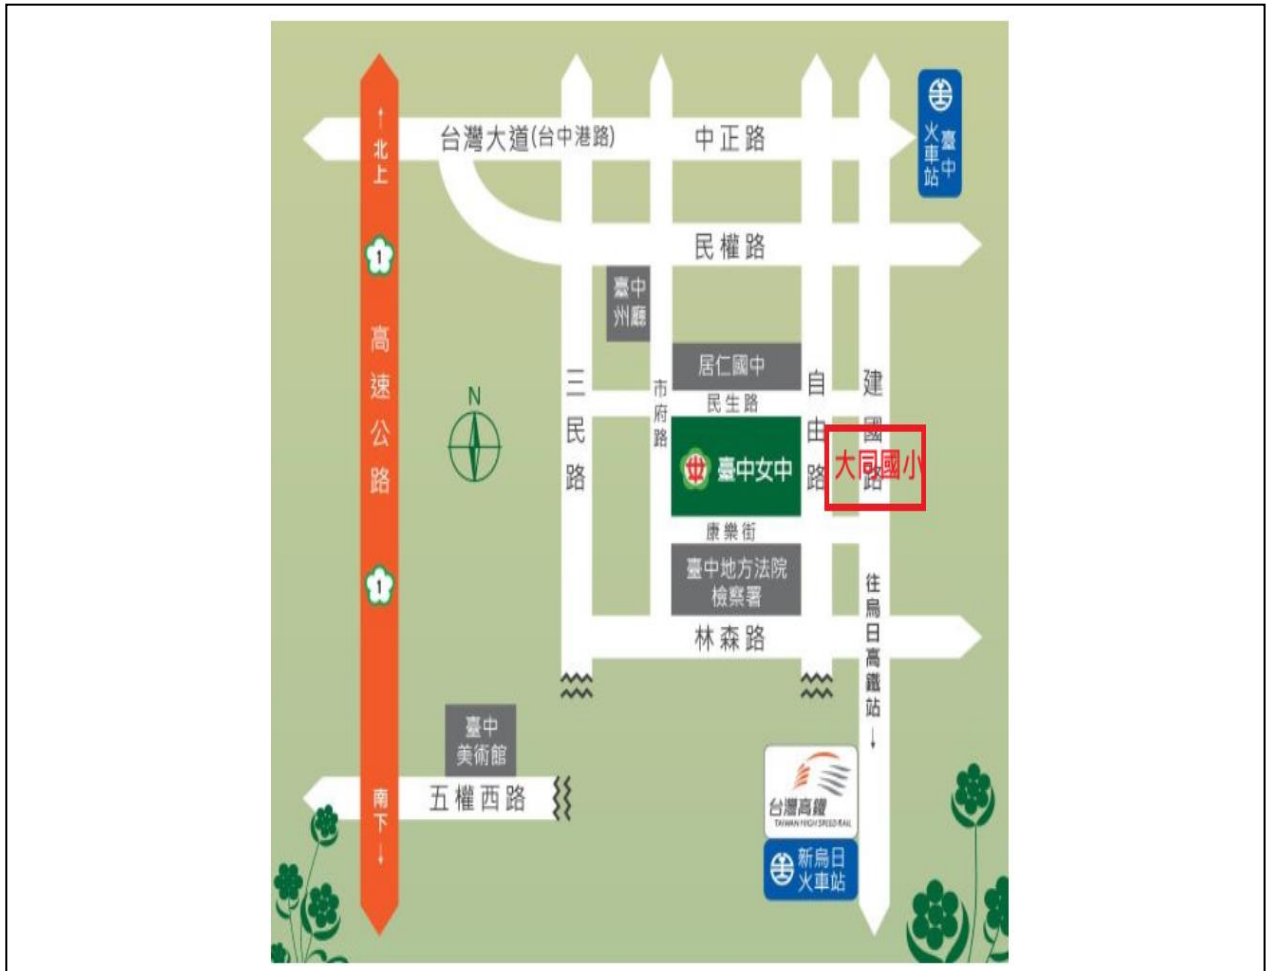 ↑北上
1
高速公路
1
南下↓
台灣大道(台中港路)
中正路
臺中
火車站
民權路
臺中
州廳
居仁國中
民生路
三民路
市府路
自由路
建國路
N
臺中女中
大同國小
康樂街
臺中地方法院
檢察署
林森路
往烏日高鐵站↓
臺中
美術館
五權西路
台灣高鐵
TAIWAN HIGH SPEED RAIL
新烏日
火車站